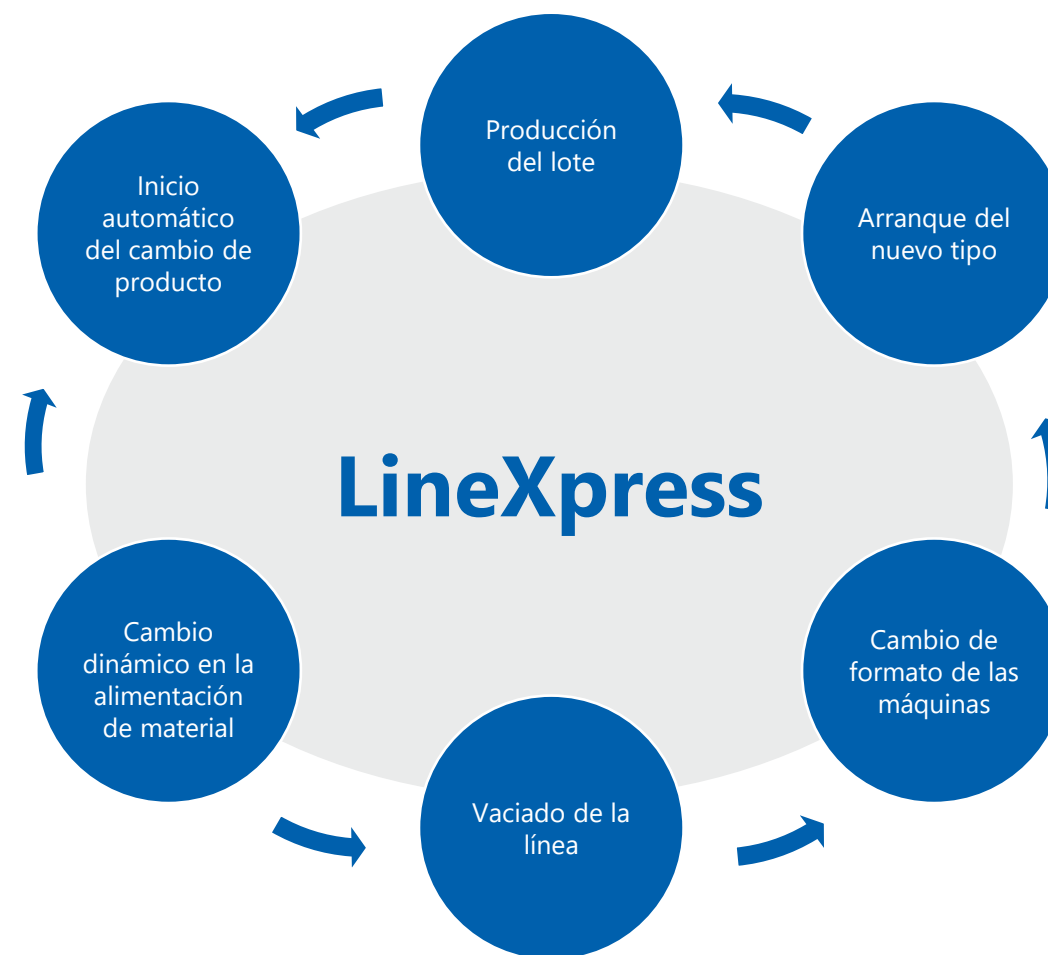 Producción
del lote
Inicio
automático
del cambio de
producto
Arranque del
nuevo tipo
LineXpress
Cambio
dinámico en la
alimentación
de material
Cambio de
formato de las
máquinas
Vaciado de la
línea